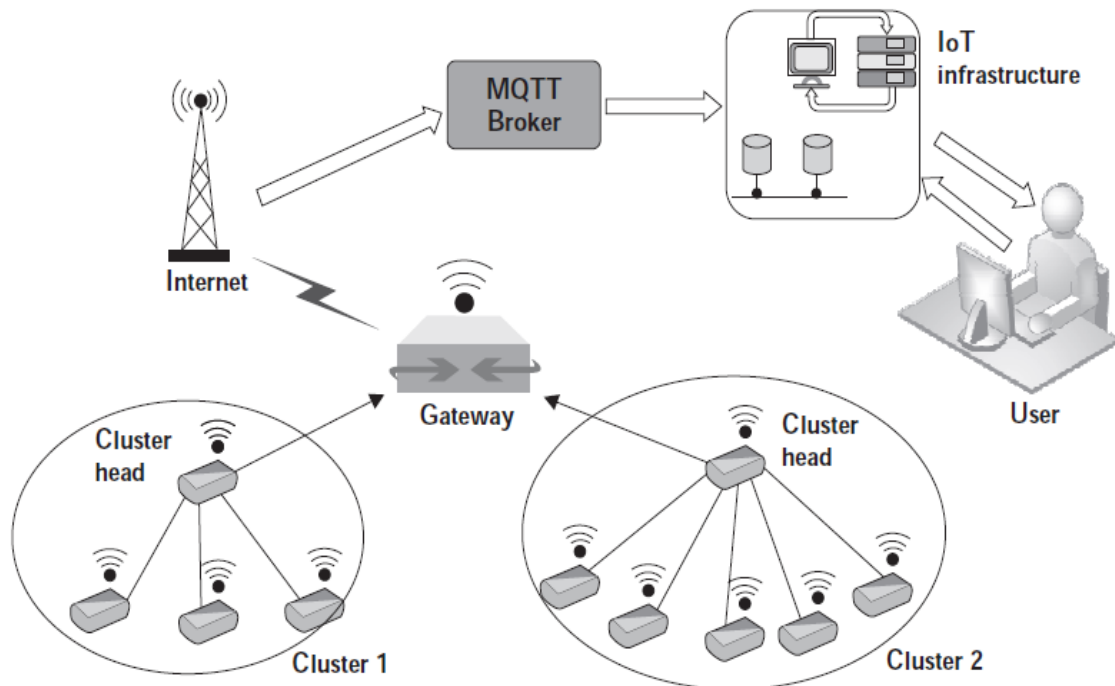 IoT
infrastructure
MQTT
Broker
Internet
Gateway
User
Cluster
head
Cluster
head
Cluster 1
Cluster 2